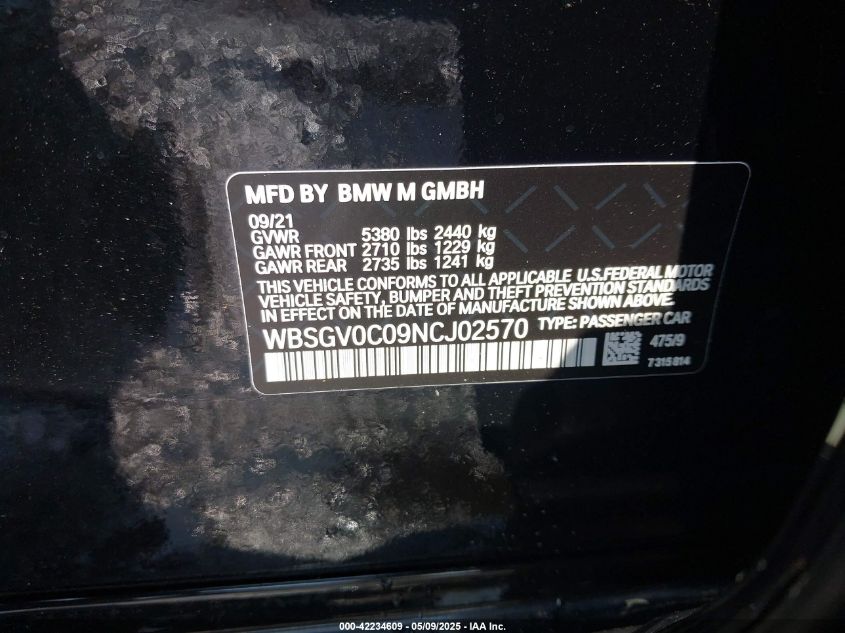 MFD BY BMW M GMBH
09/21
GVWR 5380 lbs 2440 kg
GAWR FRONT 2710 lbs 1229 kg
GAWR REAR 2735 lbs 1241 kg
THIS VEHICLE CONFORMS TO ALL APPLICABLE U.S.FEDERAL MOTOR
VEHICLE SAFETY, BUMPER AND THEFT PREVENTION STANDARDS
IN EFFECT ON THE DATE OF MANUFACTURE SHOWN ABOVE.
WBSGV0C09NCJ02570 TYPE: PASSENGER CAR
475/9
7315814
000-42234609 - 05/09/2025 - IAA Inc.